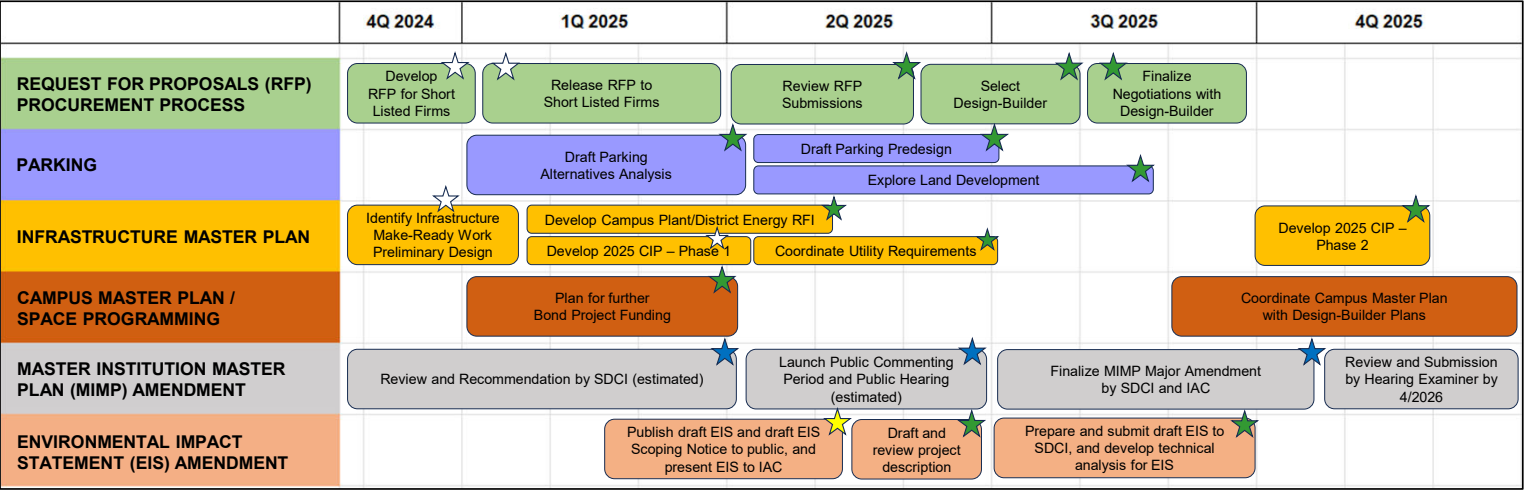 4Q 2024 1Q 2025 2Q 2025 3Q 2025 4Q 2025
REQUEST FOR PROPOSALS (RFP)
PROCUREMENT PROCESS
Develop
RFP for Short
Listed Firms
Release RFP to
Short Listed Firms
Review RFP
Submissions
Select
Design-Builder
Finalize
Negotiations with
Design-Builder
PARKING
Draft Parking
Alternatives Analysis
Draft Parking Predesign
Explore Land Development
INFRASTRUCTURE MASTER PLAN
Identify Infrastructure
Make-Ready Work
Preliminary Design
Develop Campus Plant/District Energy RFI
Develop 2025 CIP – Phase 1
Coordinate Utility Requirements
Develop 2025 CIP –
Phase 2
CAMPUS MASTER PLAN /
SPACE PROGRAMMING
Plan for further
Bond Project Funding
Coordinate Campus Master Plan
with Design-Builder Plans
MASTER INSTITUTION MASTER
PLAN (MIMP) AMENDMENT
Review and Recommendation by SDCI (estimated)
Launch Public Commenting
Period and Public Hearing
(estimated)
Finalize MIMP Major Amendment
by SDCI and IAC
Review and Submission
by Hearing Examiner by
4/2026
ENVIRONMENTAL IMPACT
STATEMENT (EIS) AMENDMENT
Publish draft EIS and draft EIS
Scoping Notice to public, and
present EIS to IAC
Draft and
review project
description
Prepare and submit draft EIS to
SDCI, and develop technical
analysis for EIS